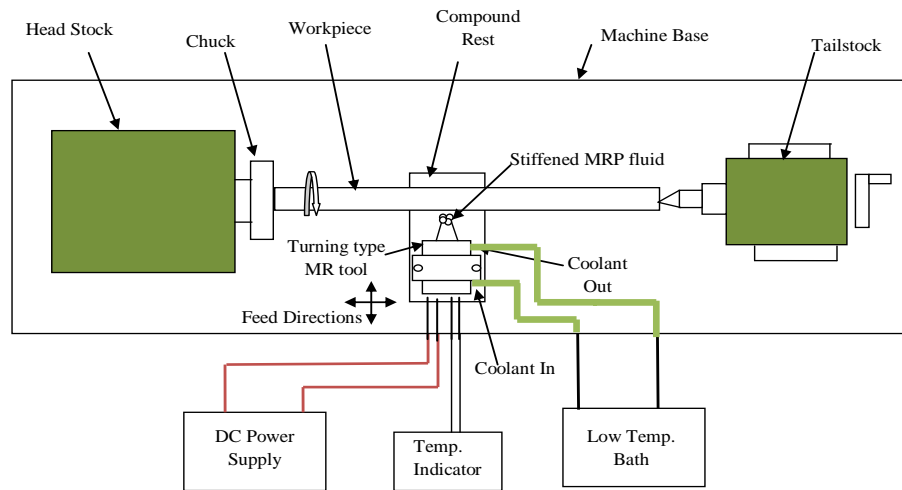 Head Stock
Chuck
Workpiece
Compound
Rest
Machine Base
Tailstock
Stiffened MRP fluid
Turning type
MR tool
Coolant
Out
Feed Directions
Coolant In
DC Power
Supply
Temp.
Indicator
Low Temp.
Bath